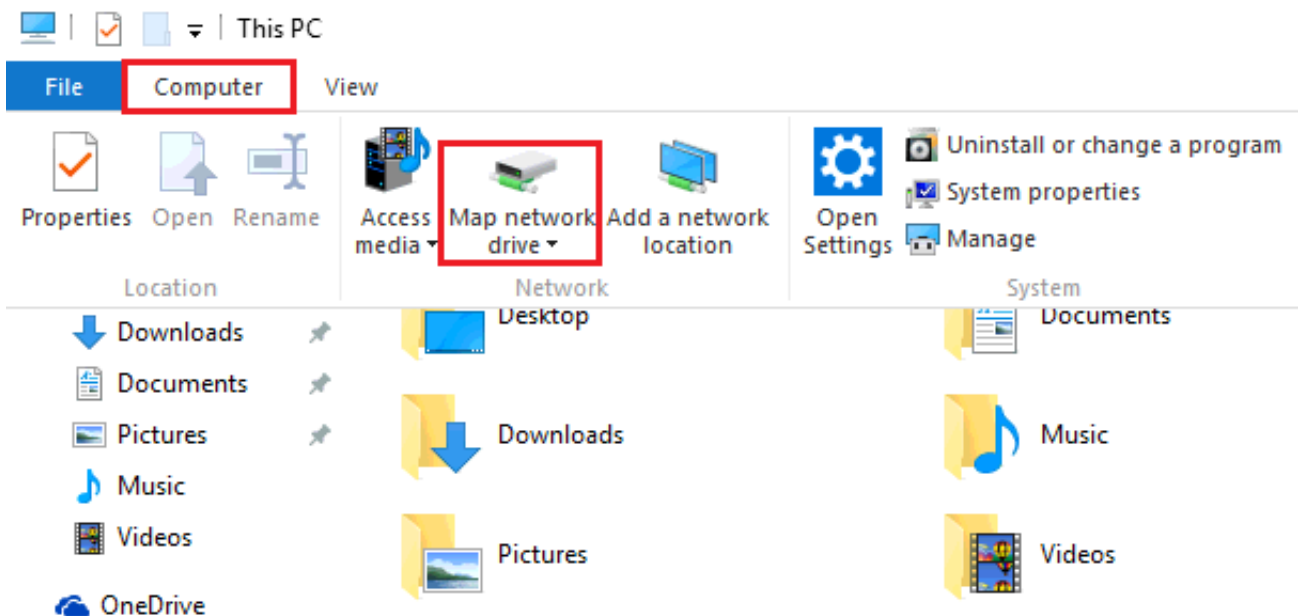 This PC
File Computer View
Properties Open Rename Access media Map network drive Add a network location Open Settings Uninstall or change a program
System properties
Manage
Location Network System
Downloads Desktop Documents
Documents
Pictures Downloads Music
Music
Videos Pictures Videos
OneDrive